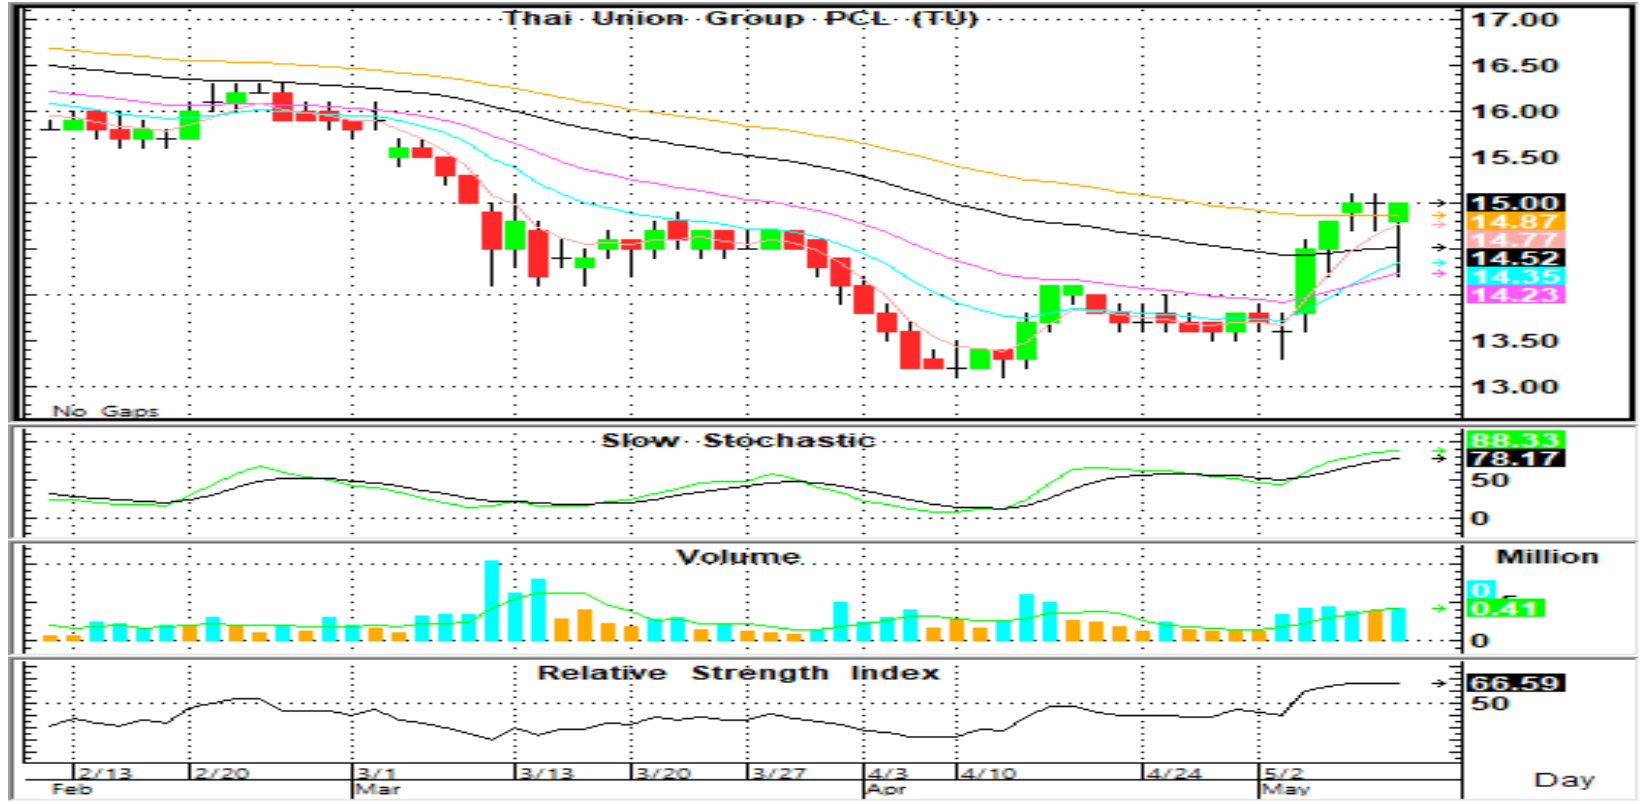 Thai Union Group PCL (TU)
17.00
16.50
16.00
15.50
15.00
14.87
14.77
14.52
14.35
14.23
13.50
13.00
No Gaps
Slow Stochastic
88.33
78.17
50
0
Volume
Million
0
0.41
0
Relative Strength Index
66.59
50
2/13 2/20 3/1 3/13 3/20 3/27 4/3 4/10 4/24 5/2
Feb Mar Apr May
Day